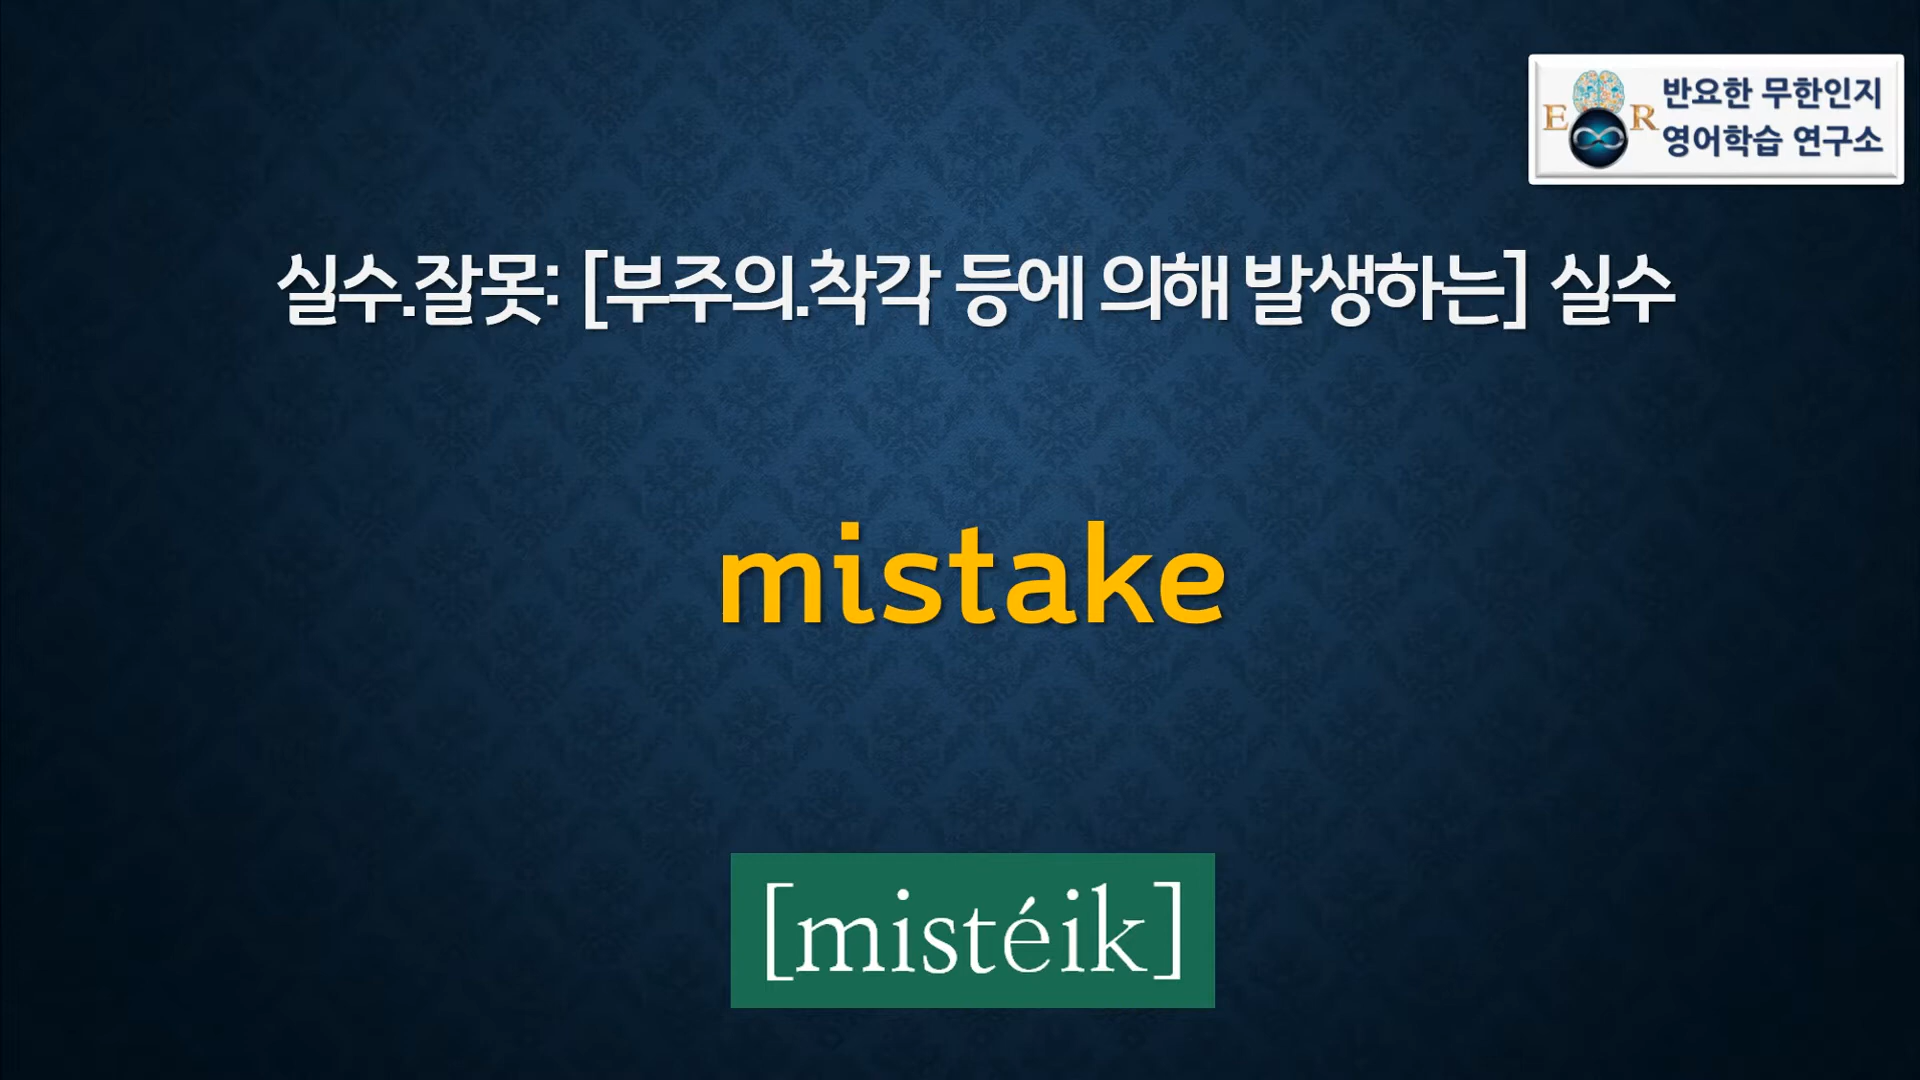 E R 반요한 무한인지
영어학습 연구소
실수.잘못: [부주의.착각 등에 의해 발생하는] 실수
mistake
[mistéik]